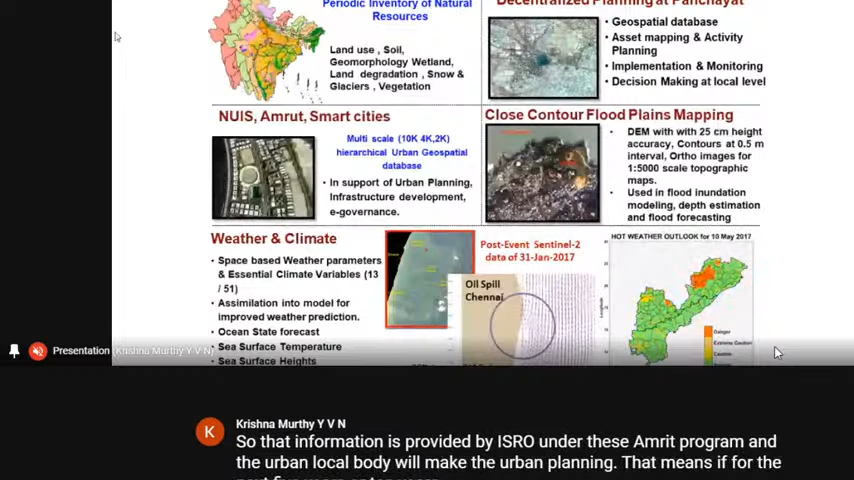 Periodic Inventory of Natural
Resources
Land use , Soil,
Geomorphology Wetland,
Land degradation , Snow &
Glaciers , Vegetation
Decentralized Planning at Panchayat
• Geospatial database
• Asset mapping & Activity
Planning
• Implementation & Monitoring
• Decision Making at local level
NUIS, Amrut, Smart cities
Multi scale (10K 4K,2K)
hierarchical Urban Geospatial
database
• In support of Urban Planning,
Infrastructure development,
e-governance.
Close Contour Flood Plains Mapping
• DEM with with 25 cm height
accuracy, Contours at 0.5 m
interval, Ortho images for
1:5000 scale topographic
maps.
• Used in flood inundation
modeling, depth estimation
and flood forecasting
Weather & Climate
• Space based Weather parameters
& Essential Climate Variables (13
/ 51)
• Assimilation into model for
improved weather prediction.
• Ocean State forecast
• Sea Surface Temperature
• Sea Surface Heights
Post-Event Sentinel-2
data of 31-Jan-2017
Oil Spill
Chennai
HOT WEATHER OUTLOOK for 10 May 2017
Danger
Extreme Caution
Caution
Presentation (Krishna Murthy Y V N)
K
Krishna Murthy Y V N
So that information is provided by ISRO under these Amrit program and
the urban local body will make the urban planning. That means if for the